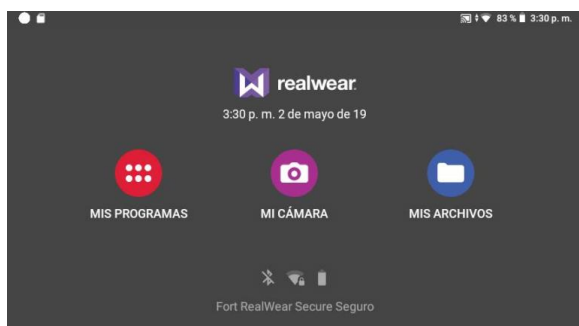 83 % 3:30 p. m.
realwear
3:30 p. m. 2 de mayo de 19
MIS PROGRAMAS
MI CÁMARA
MIS ARCHIVOS
Fort RealWear Secure Seguro